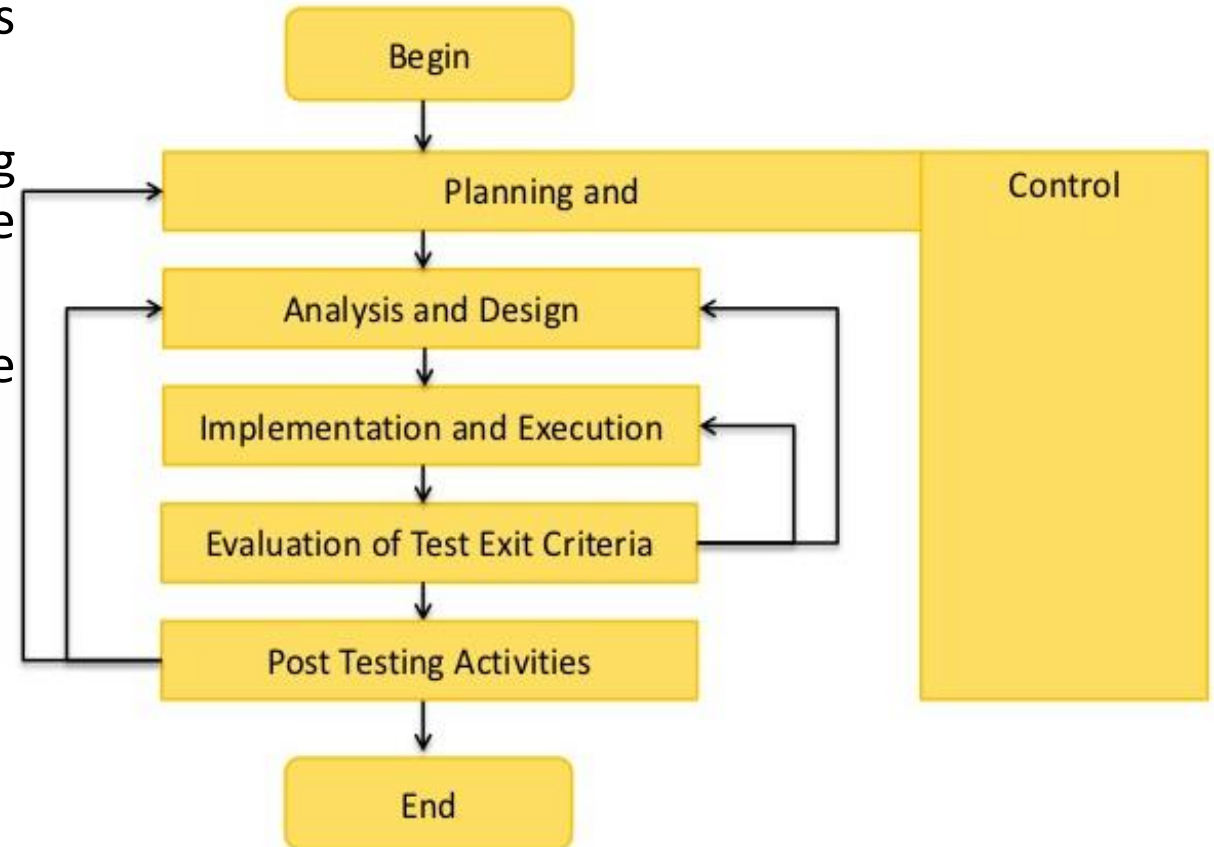 Begin
Planning and
Control
Analysis and Design
Implementation and Execution
Evaluation of Test Exit Criteria
Post Testing Activities
End